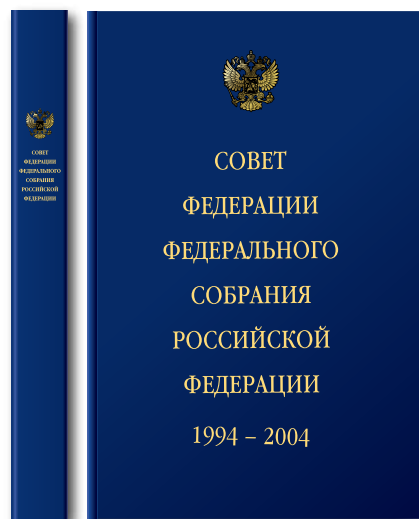 СОВЕТ
ФЕДЕРАЦИИ
ФЕДЕРАЛЬНОГО
СОБРАНИЯ
РОССИЙСКОЙ
ФЕДЕРАЦИИ
СОВЕТ
ФЕДЕРАЦИИ
ФЕДЕРАЛЬНОГО
СОБРАНИЯ
РОССИЙСКОЙ
ФЕДЕРАЦИИ
1994 – 2004